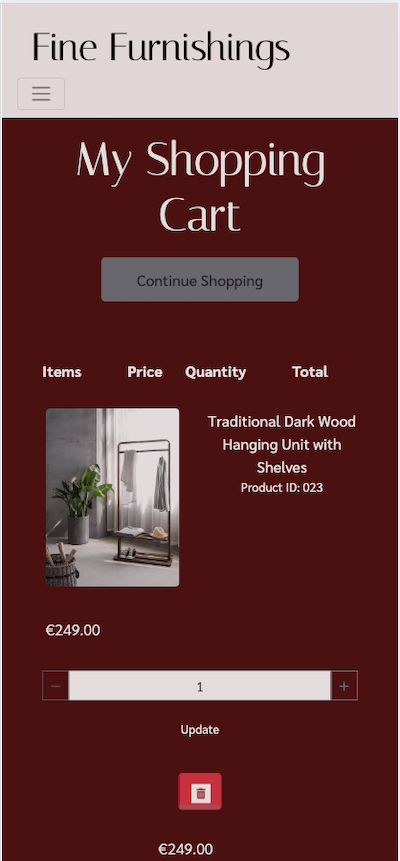 Fine Furnishings
My Shopping
Cart
Continue Shopping
Items Price Quantity Total
Traditional Dark Wood
Hanging Unit with
Shelves
Product ID: 023
€249.00
− 1 +
Update
€249.00